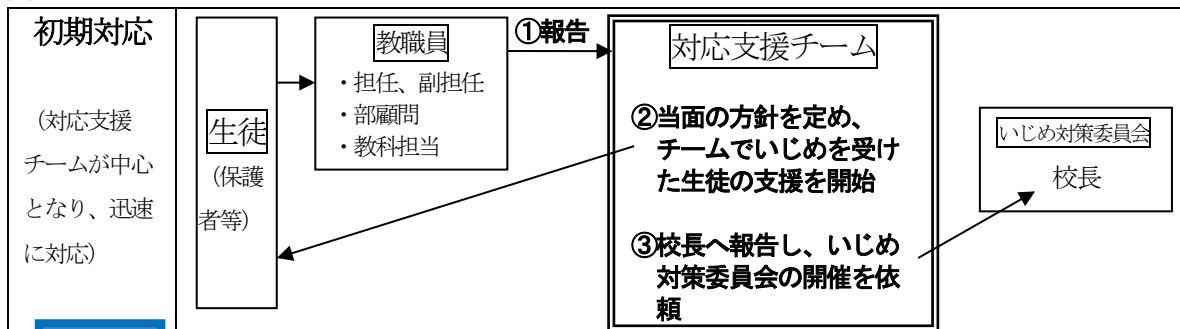 初期対応
(対応支援
チームが中心
となり、迅速
に対応)
生徒
(保護
者等)
教職員
・担任、副担任
・部顧問
・教科担当
①報告
対応支援チーム
②当面の方針を定め、
チームでいじめを受け
た生徒の支援を開始
③校長へ報告し、いじめ
対策委員会の開催を依
頼
いじめ対策委員会
校長